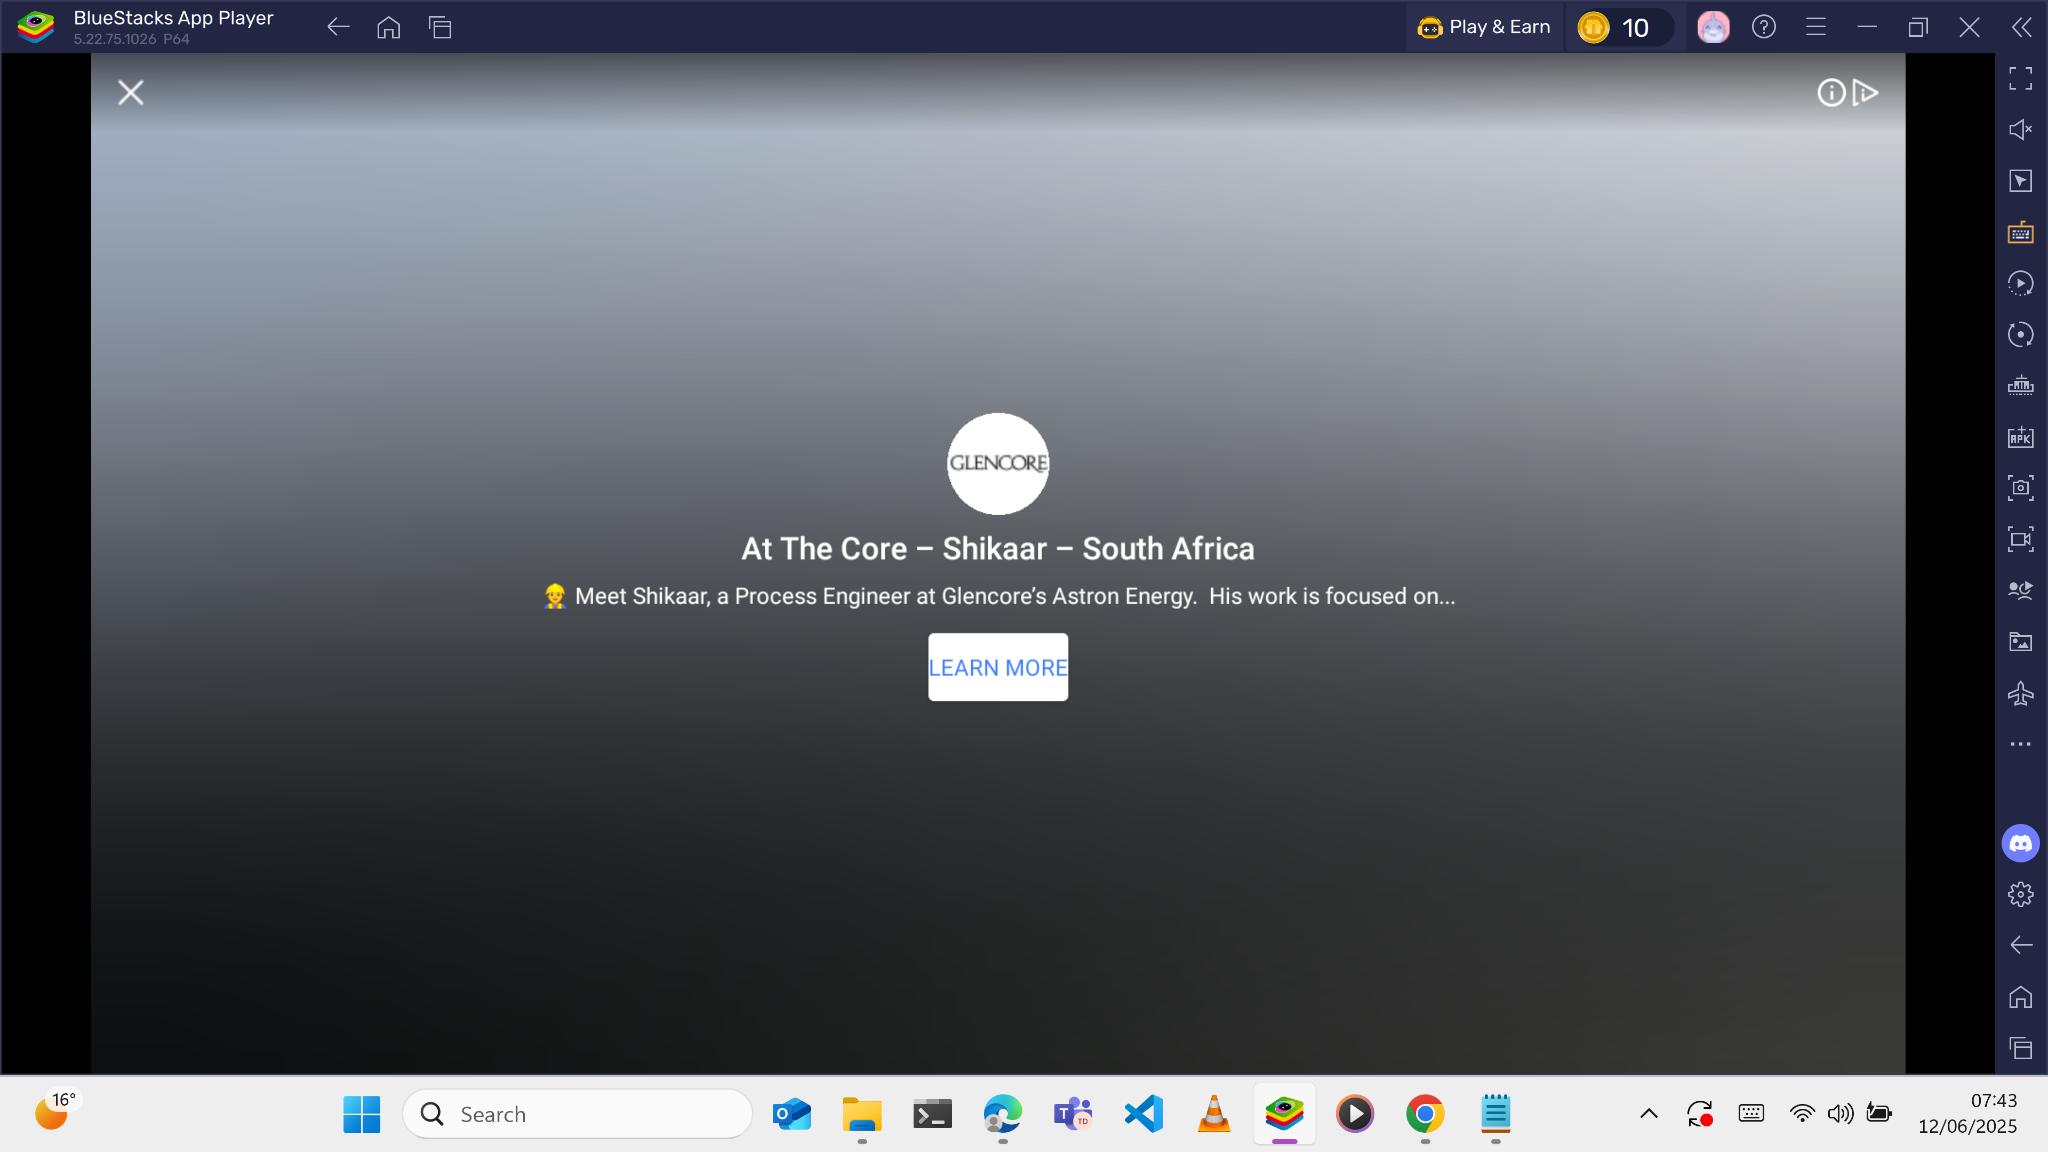 BlueStacks App Player
5.22.75.1026 P64
Play & Earn
10
GLENCORE
At The Core – Shikaar – South Africa
👷 Meet Shikaar, a Process Engineer at Glencore’s Astron Energy. His work is focused on...
LEARN MORE
APK
16°
Search
TD
07:43
12/06/2025